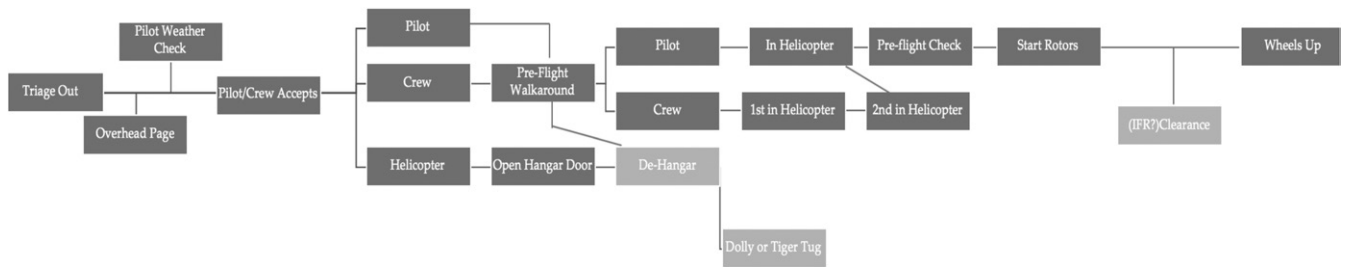 Pilot Weather
Check
Triage Out
Overhead Page
Pilot/Crew Accepts
Pilot
Crew
Helicopter
Pre-Flight
Walkaround
Open Hangar Door
Pilot
Crew
De-Hangar
Dolly or Tiger Tug
In Helicopter
1st in Helicopter
Pre-flight Check
2nd in Helicopter
Start Rotors
(IFR?)Clearance
Wheels Up